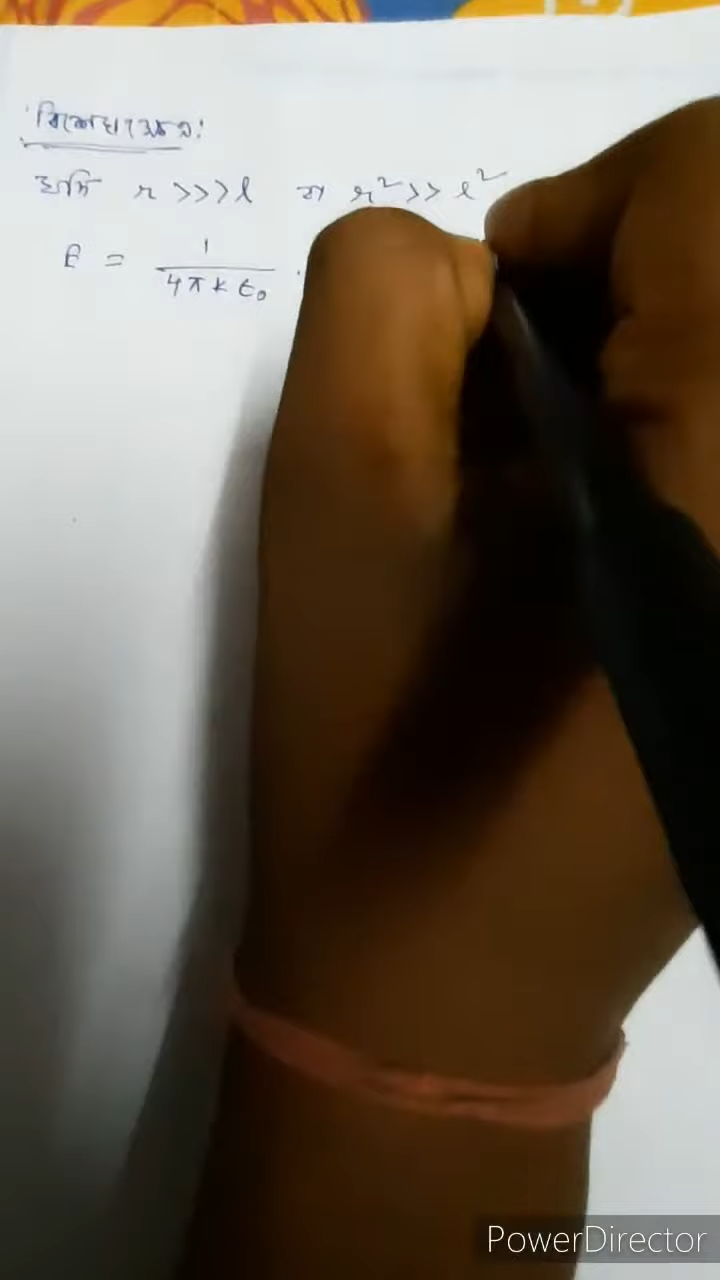 বিশেষক্ষেত্র:
যদি r >>> l বা r² >> l²
E = 1 / 4πkε₀ ·
PowerDirector